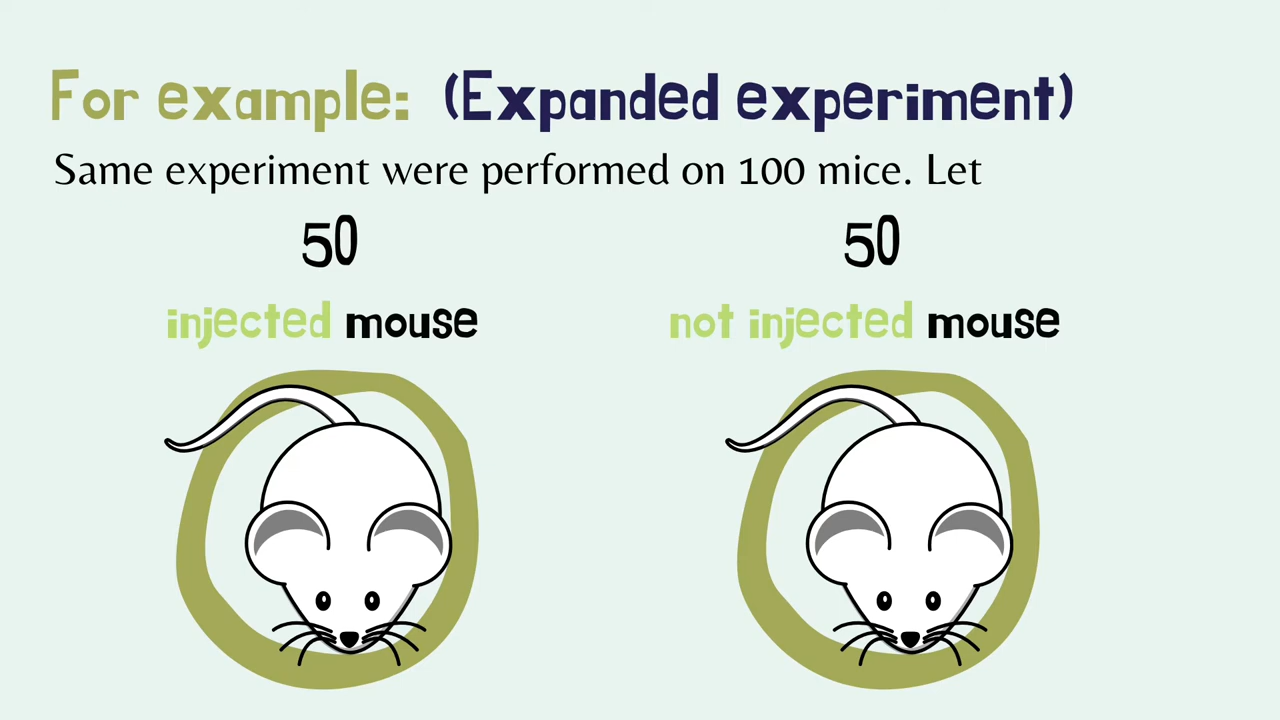 For example: (Expanded experiment)
Same experiment were performed on 100 mice. Let
50 50
injected mouse not injected mouse